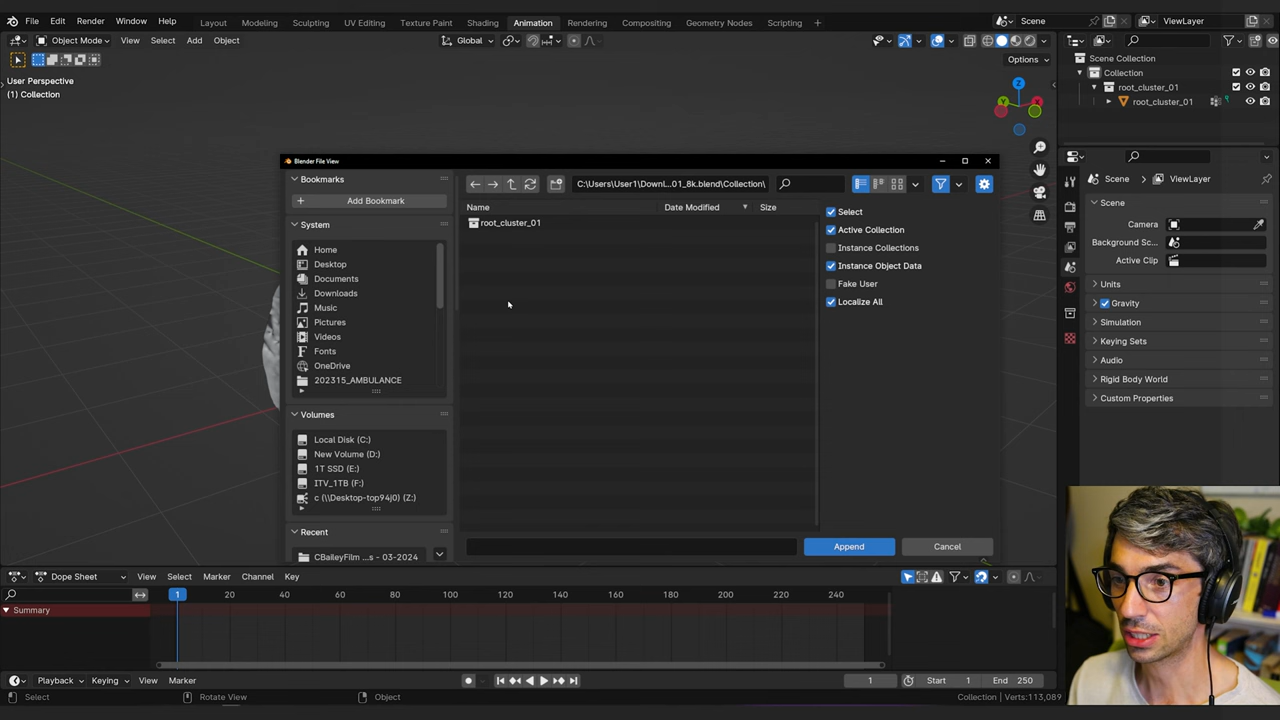 File Edit Render Window Help Layout Modeling Sculpting UV Editing Texture Paint Shading Animation Rendering Compositing Geometry Nodes Scripting + Scene ViewLayer
Object Mode View Select Add Object Global
Options
User Perspective
(1) Collection
Scene Collection
Collection
root_cluster_01
root_cluster_01
Z
Y
X
Blender File View
Bookmarks
Add Bookmark
System
Home
Desktop
Documents
Downloads
Music
Pictures
Videos
Fonts
OneDrive
202315_AMBULANCE
Volumes
Local Disk (C:)
New Volume (D:)
1T SSD (E:)
ITV_1TB (F:)
c (\\Desktop-top94j0) (Z:)
Recent
CBaileyFilm ...s - 03-2024
C:\Users\User1\Downl...01_8k.blend\Collection\
Name Date Modified Size
root_cluster_01
Select
Active Collection
Instance Collections
Instance Object Data
Fake User
Localize All
Append Cancel
Scene ViewLayer
Scene
Camera
Background Sc...
Active Clip
Units
Gravity
Simulation
Keying Sets
Audio
Rigid Body World
Custom Properties
Dope Sheet View Select Marker Channel Key
1 20 40 60 80 100 120 140 160 180 200 220 240
Summary
Playback Keying View Marker 1 Start 1 End 250
Select Rotate View Object Collection | Verts:113,089